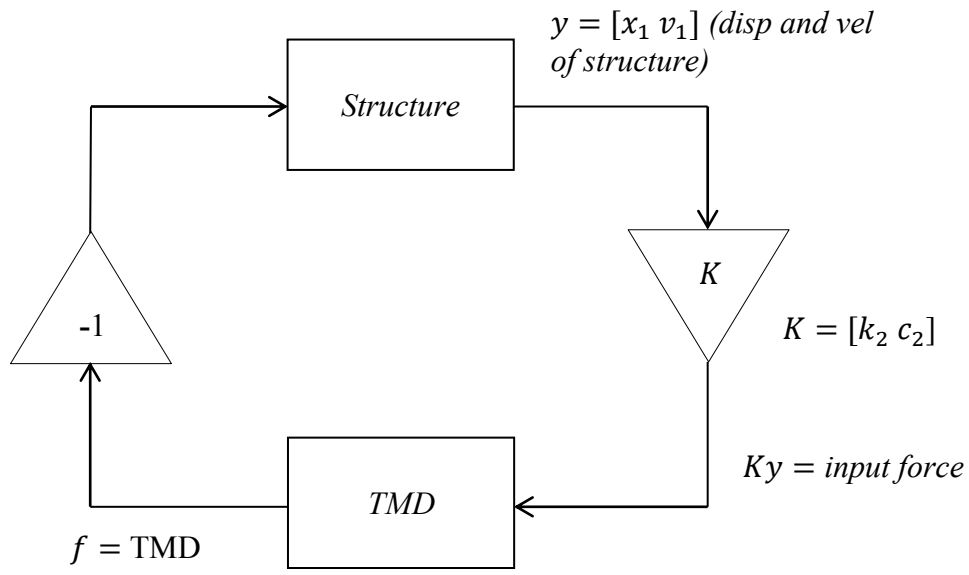 y = [x₁ v₁] (disp and vel
of structure)
Structure
K
-1
K = [k₂ c₂]
Ky = input force
TMD
f = TMD